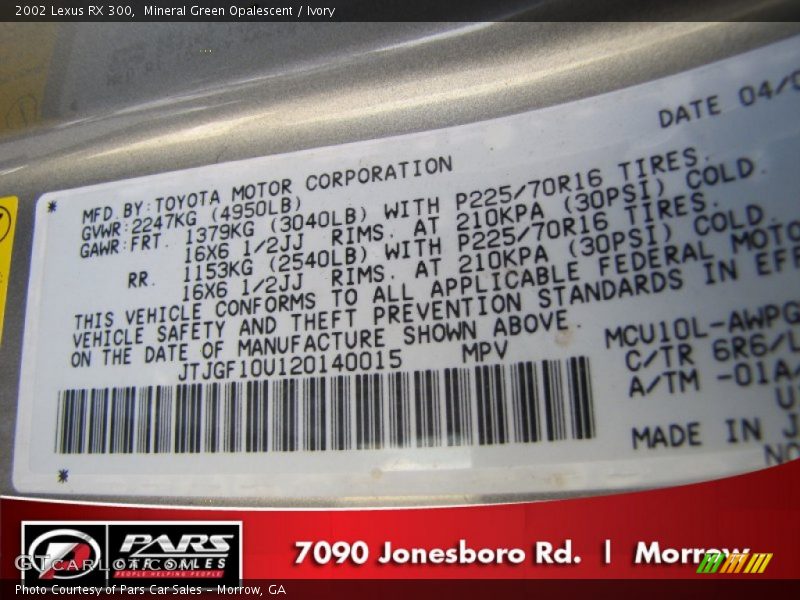 2002 Lexus RX 300,  Mineral Green Opalescent / Ivory
DATE 04/0
MFD.BY:TOYOTA MOTOR CORPORATION
GVWR:2247KG (4950LB)
GAWR:FRT. 1379KG (3040LB) WITH P225/70R16 TIRES.
16X6 1/2JJ RIMS. AT 210KPA (30PSI) COLD.
RR. 1153KG (2540LB) WITH P225/70R16 TIRES.
16X6 1/2JJ RIMS. AT 210KPA (30PSI) COLD.
THIS VEHICLE CONFORMS TO ALL APPLICABLE FEDERAL MOTO
VEHICLE SAFETY AND THEFT PREVENTION STANDARDS IN EFF
ON THE DATE OF MANUFACTURE SHOWN ABOVE.
JTJGF10U120140015 MPV
MCU10L-AWPG
C/TR 6R6/L
A/TM -01A/
U
MADE IN J
NO
PARS
CAR SALES
PEOPLE HELPING PEOPLE
GTcarlot.com
7090 Jonesboro Rd. | Morrow
Photo Courtesy of Pars Car Sales - Morrow, GA